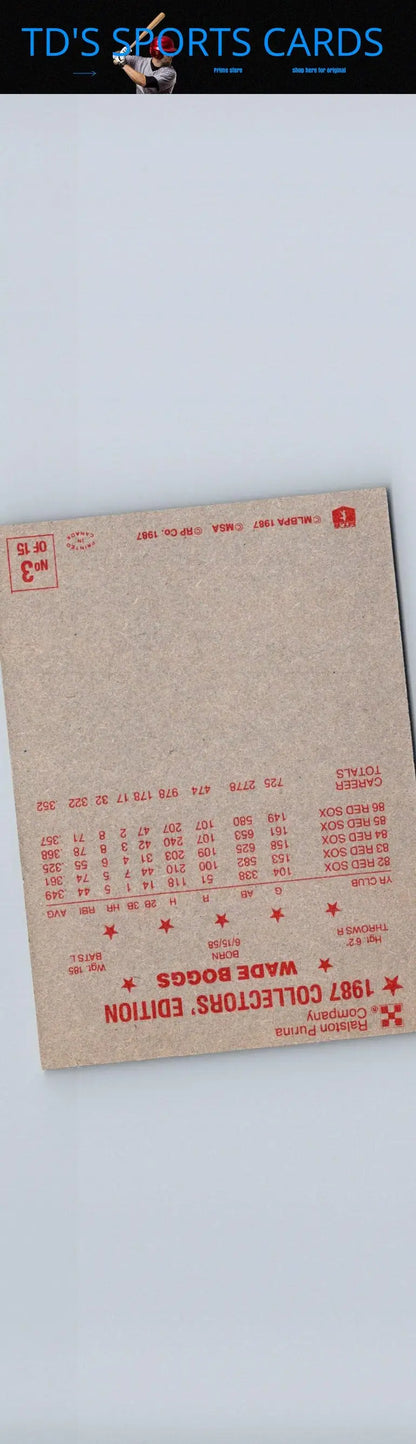 TD'S SPORTS CARDS
Prime store
shop here for original
Ralston Purina
Company ®
1987 COLLECTORS' EDITION
WADE BOGGS
Hgt. 6'2" BORN Wgt. 185
THROWS R 6/15/58 BATS L
YR CLUB G AB R H 2B 3B HR RBI AVG.
82 RED SOX 104 338 51 118 14 1 5 44 .349
83 RED SOX 153 582 100 210 44 7 5 74 .361
84 RED SOX 158 625 109 203 31 4 6 55 .325
85 RED SOX 161 653 107 240 42 3 8 78 .368
86 RED SOX 149 580 107 207 47 2 8 71 .357
CAREER
TOTALS 725 2778 474 978 178 17 32 322 .352
© MLBPA 1987 © MSA © RP Co. 1987
PRINTED IN CANADA
No 3
OF 15